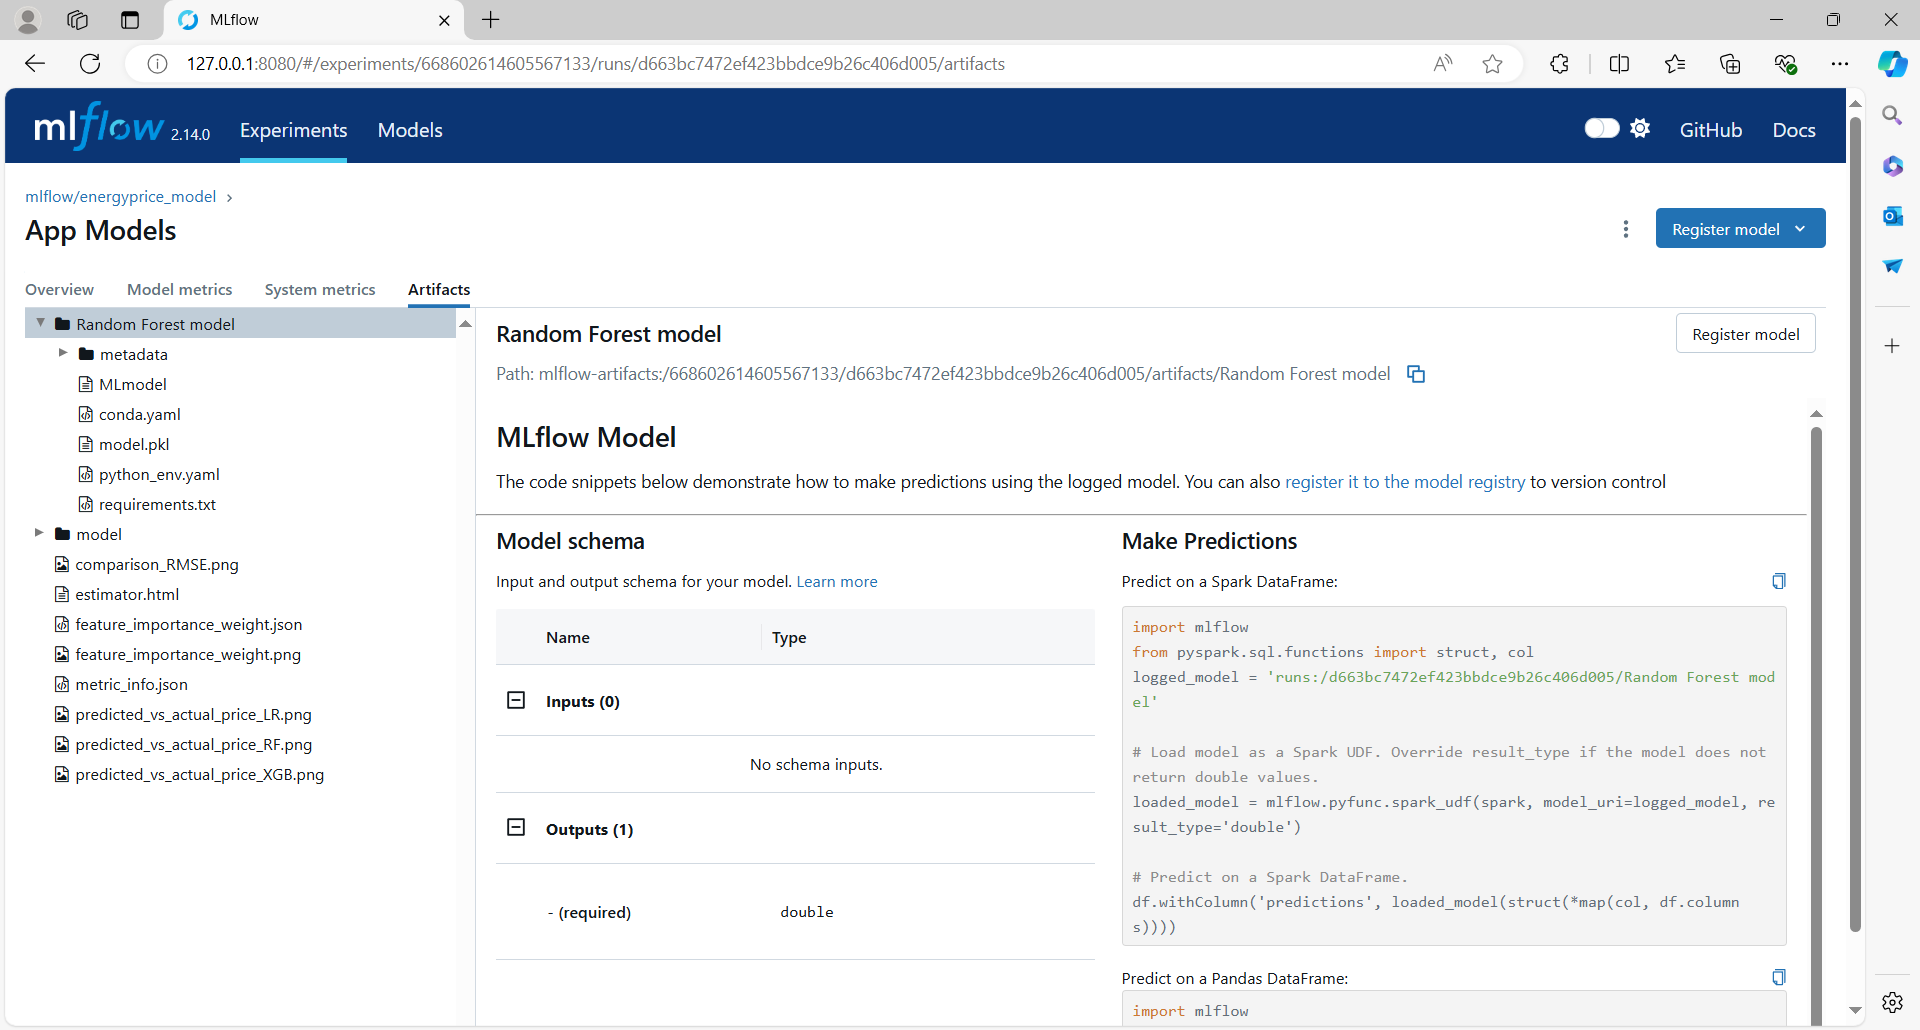 MLflow
127.0.0.1:8080/#/experiments/668602614605567133/runs/d663bc7472ef423bbdce9b26c406d005/artifacts
mlflow 2.14.0 Experiments Models GitHub Docs
mlflow/energyprice_model
App Models
Register model
Overview Model metrics System metrics Artifacts
Random Forest model
metadata
MLmodel
conda.yaml
model.pkl
python_env.yaml
requirements.txt
model
comparison_RMSE.png
estimator.html
feature_importance_weight.json
feature_importance_weight.png
metric_info.json
predicted_vs_actual_price_LR.png
predicted_vs_actual_price_RF.png
predicted_vs_actual_price_XGB.png
Random Forest model
Register model
Path: mlflow-artifacts:/668602614605567133/d663bc7472ef423bbdce9b26c406d005/artifacts/Random Forest model
MLflow Model
The code snippets below demonstrate how to make predictions using the logged model. You can also register it to the model registry to version control
Model schema
Input and output schema for your model. Learn more
Name Type
Inputs (0)
No schema inputs.
Outputs (1)
- (required) double
Make Predictions
Predict on a Spark DataFrame:
import mlflow
from pyspark.sql.functions import struct, col
logged_model = 'runs:/d663bc7472ef423bbdce9b26c406d005/Random Forest mod
el'
# Load model as a Spark UDF. Override result_type if the model does not
return double values.
loaded_model = mlflow.pyfunc.spark_udf(spark, model_uri=logged_model, re
sult_type='double')
# Predict on a Spark DataFrame.
df.withColumn('predictions', loaded_model(struct(*map(col, df.column
s))))
Predict on a Pandas DataFrame:
import mlflow